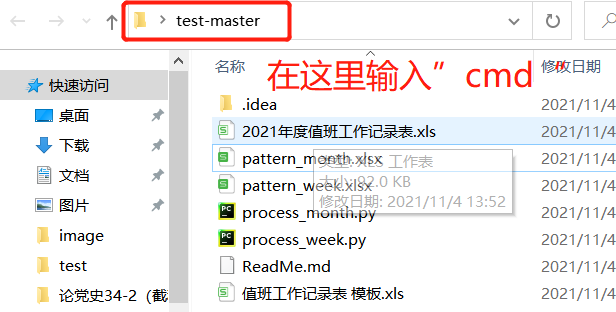 test-master
名称
在这里输入”cmd“
修改日期
快速访问
桌面
下载
文档
图片
image
test
论党史34-2（截
.idea
2021/11/4
2021年度值班工作记录表.xls
2021/11/4
pattern_month.xlsx
2021/11/4
pattern_week.xlsx
2021/11/4
process_month.py
2021/11/4
process_week.py
2021/11/4
ReadMe.md
2021/11/4
值班工作记录表 模板.xls
2021/11/4
类型: XLS 工作表
大小: 92.0 KB
修改日期: 2021/11/4 13:52